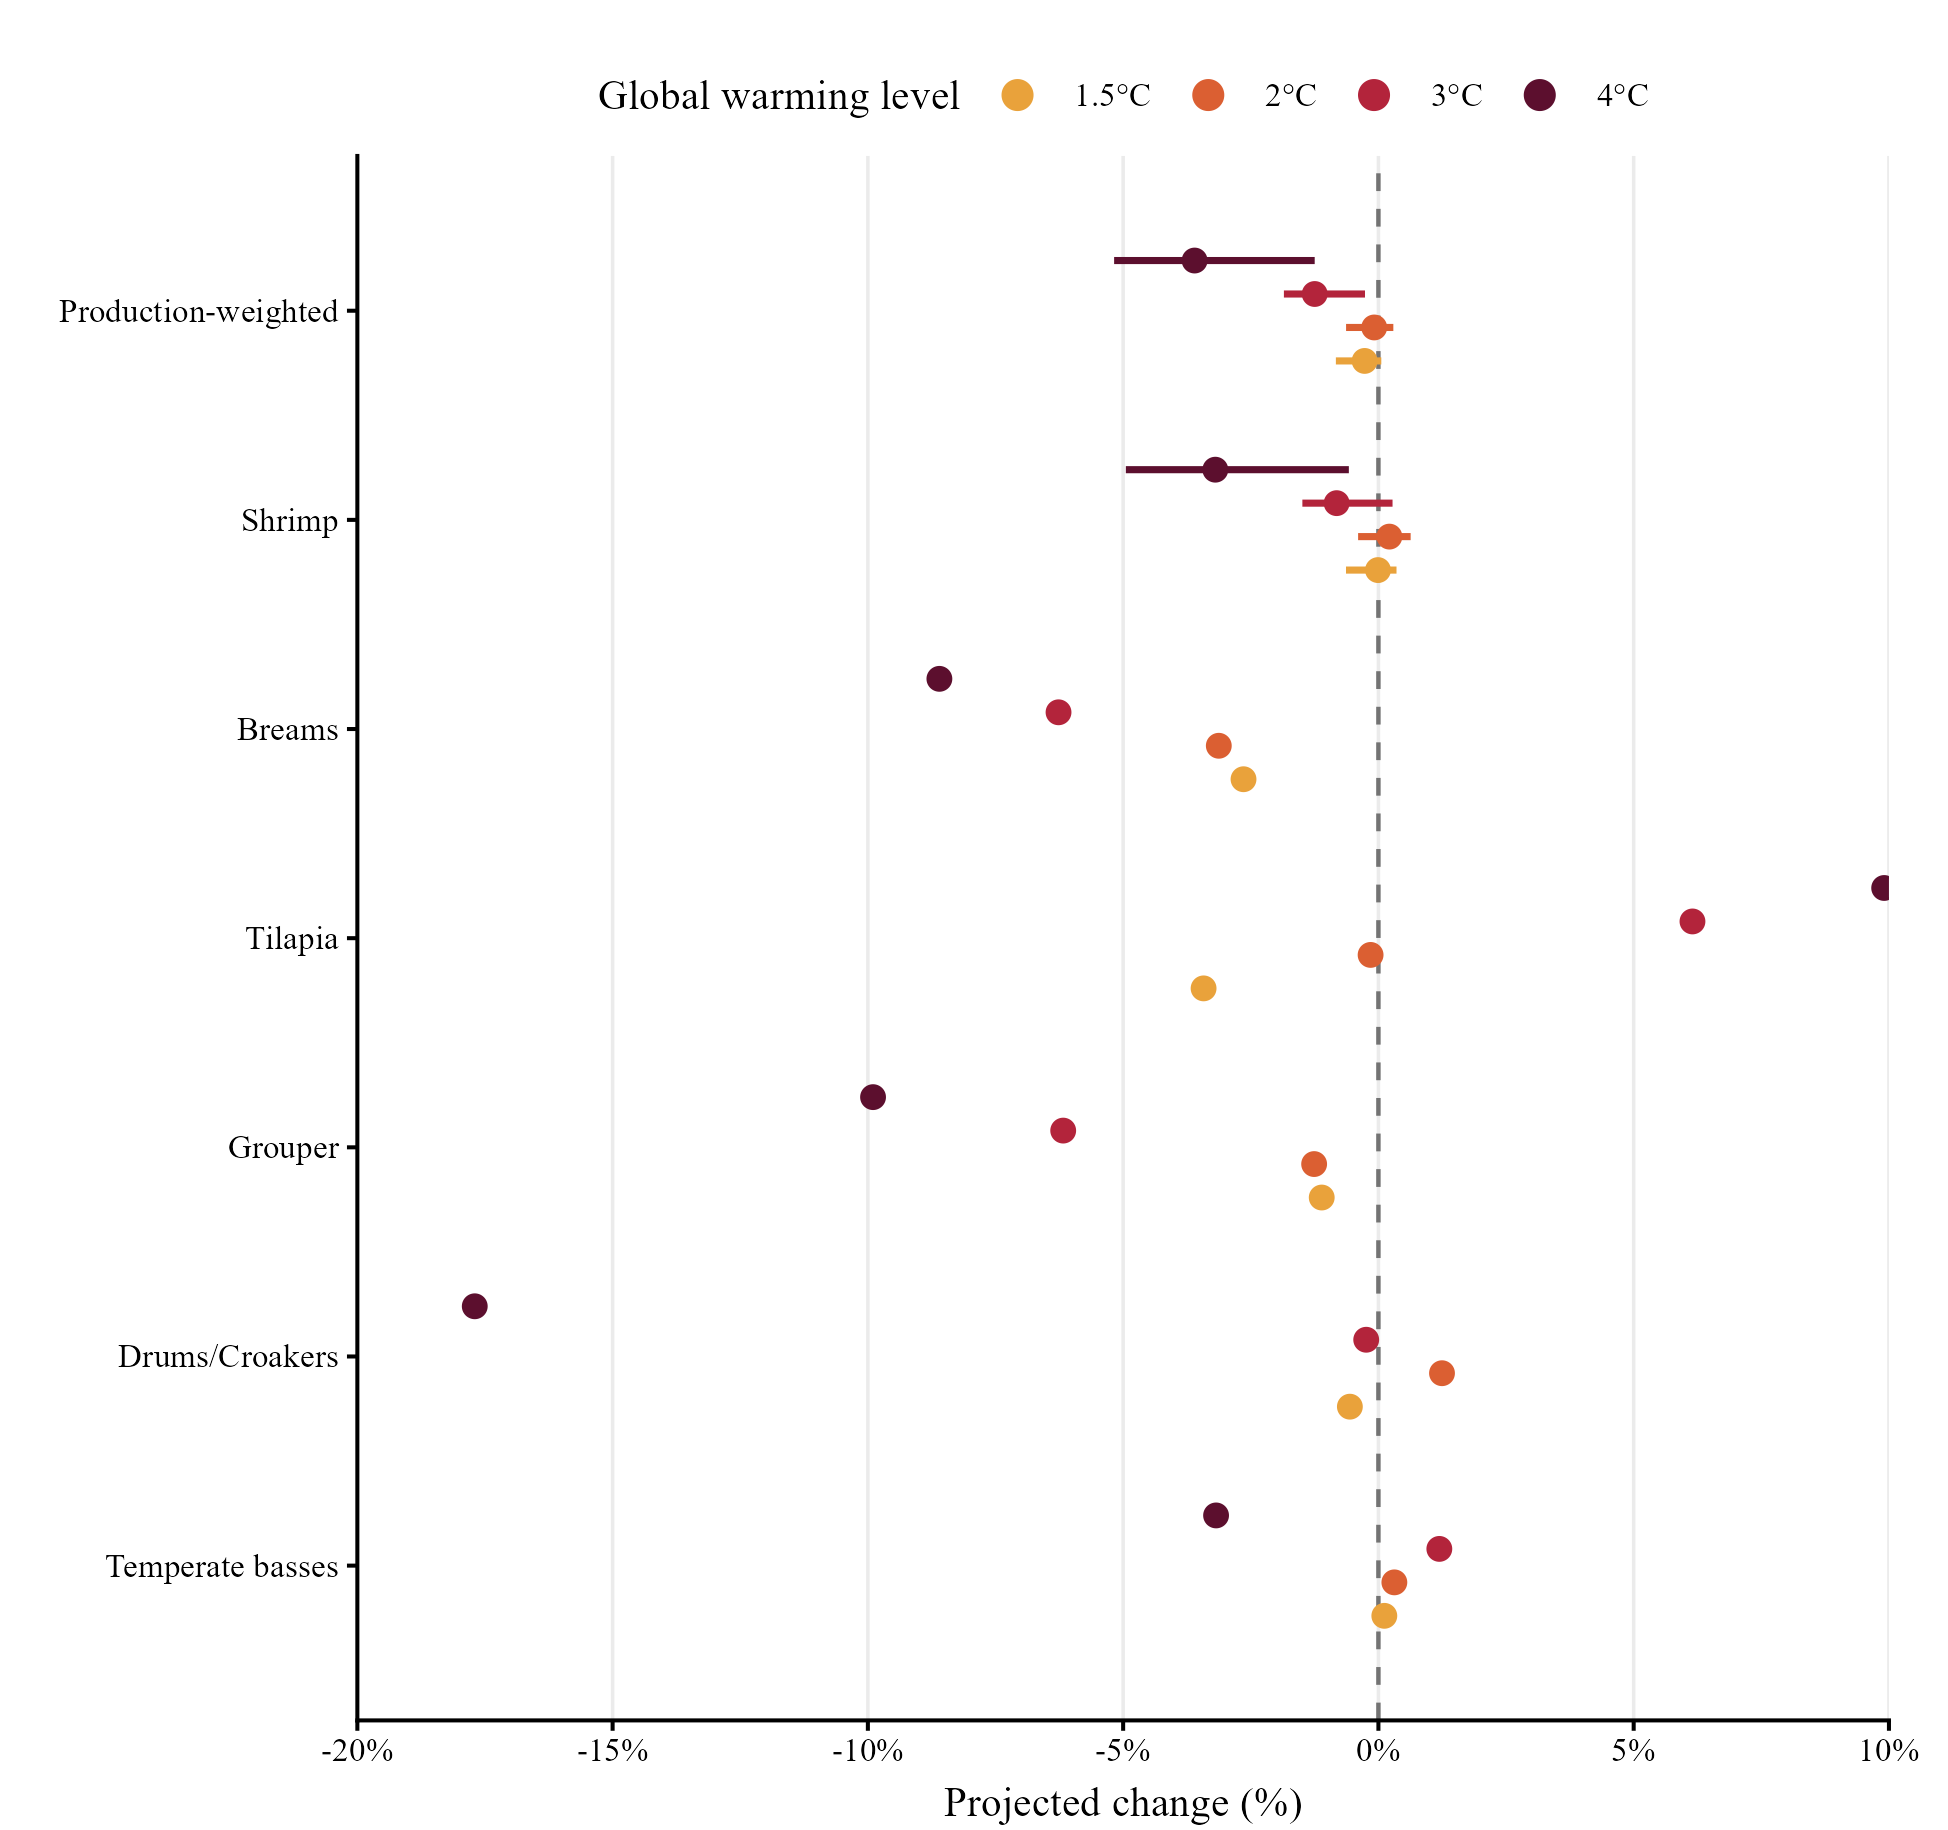 Global warming level 1.5°C 2°C 3°C 4°C
Production-weighted
Shrimp
Breams
Tilapia
Grouper
Drums/Croakers
Temperate basses
-20% -15% -10% -5% 0% 5% 10%
Projected change (%)